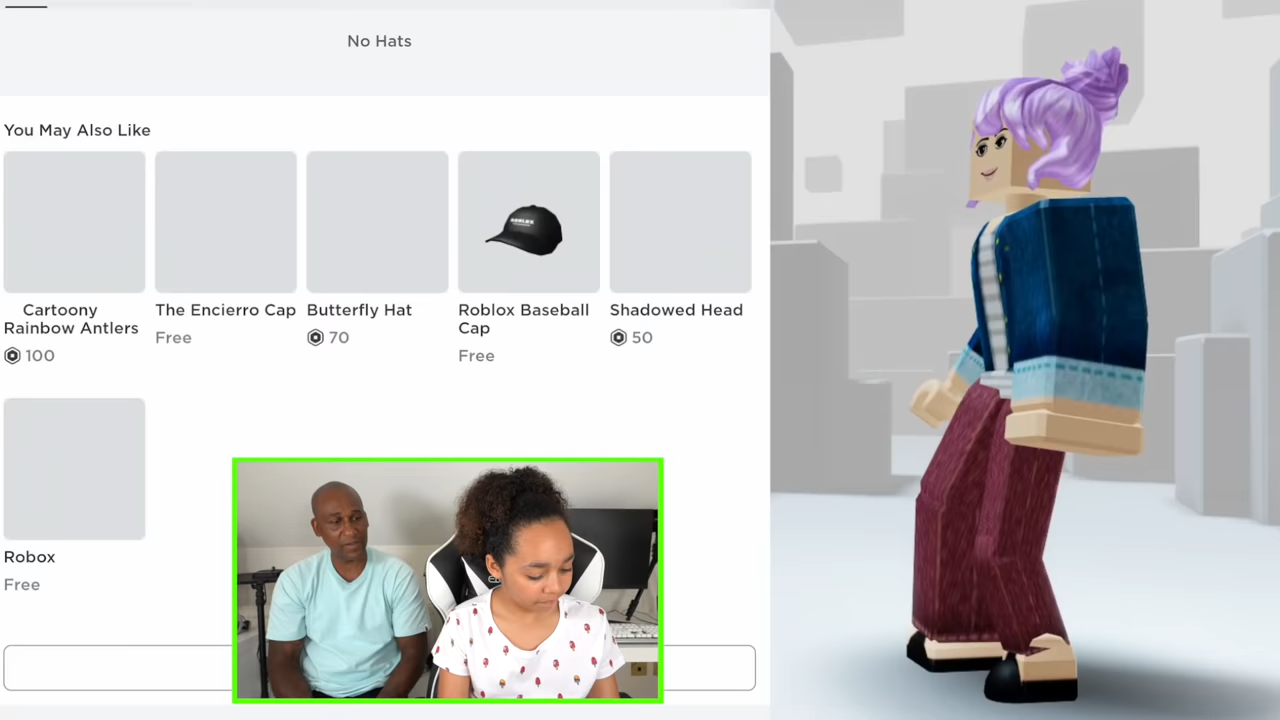 No Hats
You May Also Like
Cartoony
Rainbow Antlers
100
The Encierro Cap
Free
Butterfly Hat
70
ROBLOX
Roblox Baseball
Cap
Free
Shadowed Head
50
Robox
Free